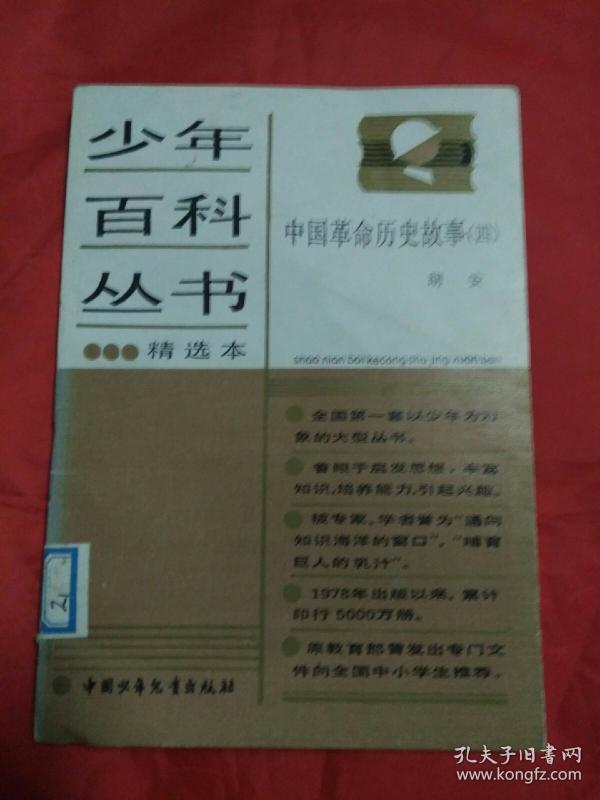 少年
百科
丛书
精选本
中国革命历史故事(四)
胡安
shao nian bai ke cong shu jing xuan ben
全国第一套以少年为对
象的大型丛书。
着眼于启发思想,丰富
知识,培养能力,引起兴趣。
被专家、学者誉为“通向
知识海洋的窗口”,“哺育
巨人的乳汁”。
1978年出版以来,累计
印行5000万册。
原教育部曾发出专门文
件向全国中小学生推荐。
中国少年儿童出版社
21
孔夫子旧书网
www.kongfz.com